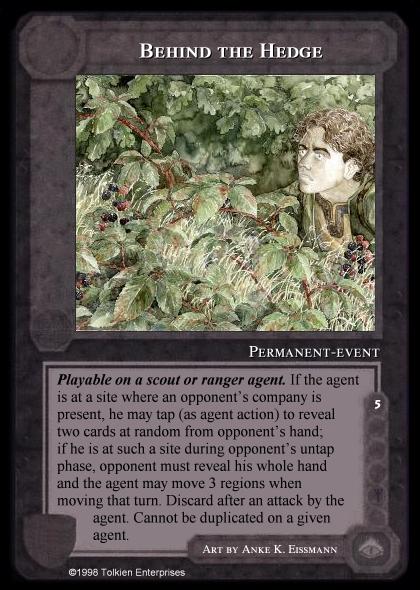 BEHIND THE HEDGE
PERMANENT-EVENT
Playable on a scout or ranger agent. If the agent
is at a site where an opponent's company is
present, he may tap (as agent action) to reveal
two cards at random from opponent's hand;
if he is at such a site during opponent's untap
phase, opponent must reveal his whole hand
and the agent may move 3 regions when
moving that turn. Discard after an attack by the
agent. Cannot be duplicated on a given
agent.
5
ART BY ANKE K. EISSMANN
©1998 Tolkien Enterprises